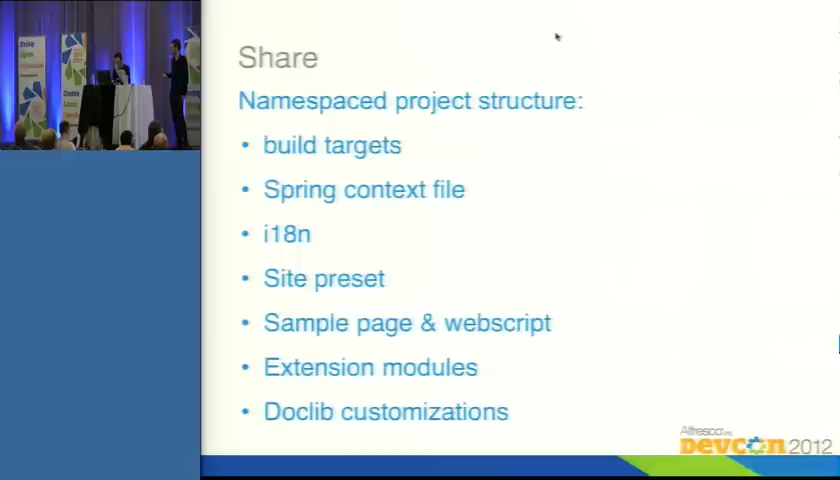 Share
Namespaced project structure:
• build targets
• Spring context file
• i18n
• Site preset
• Sample page & webscript
• Extension modules
• Doclib customizations
Alfresco
DEVCON 2012